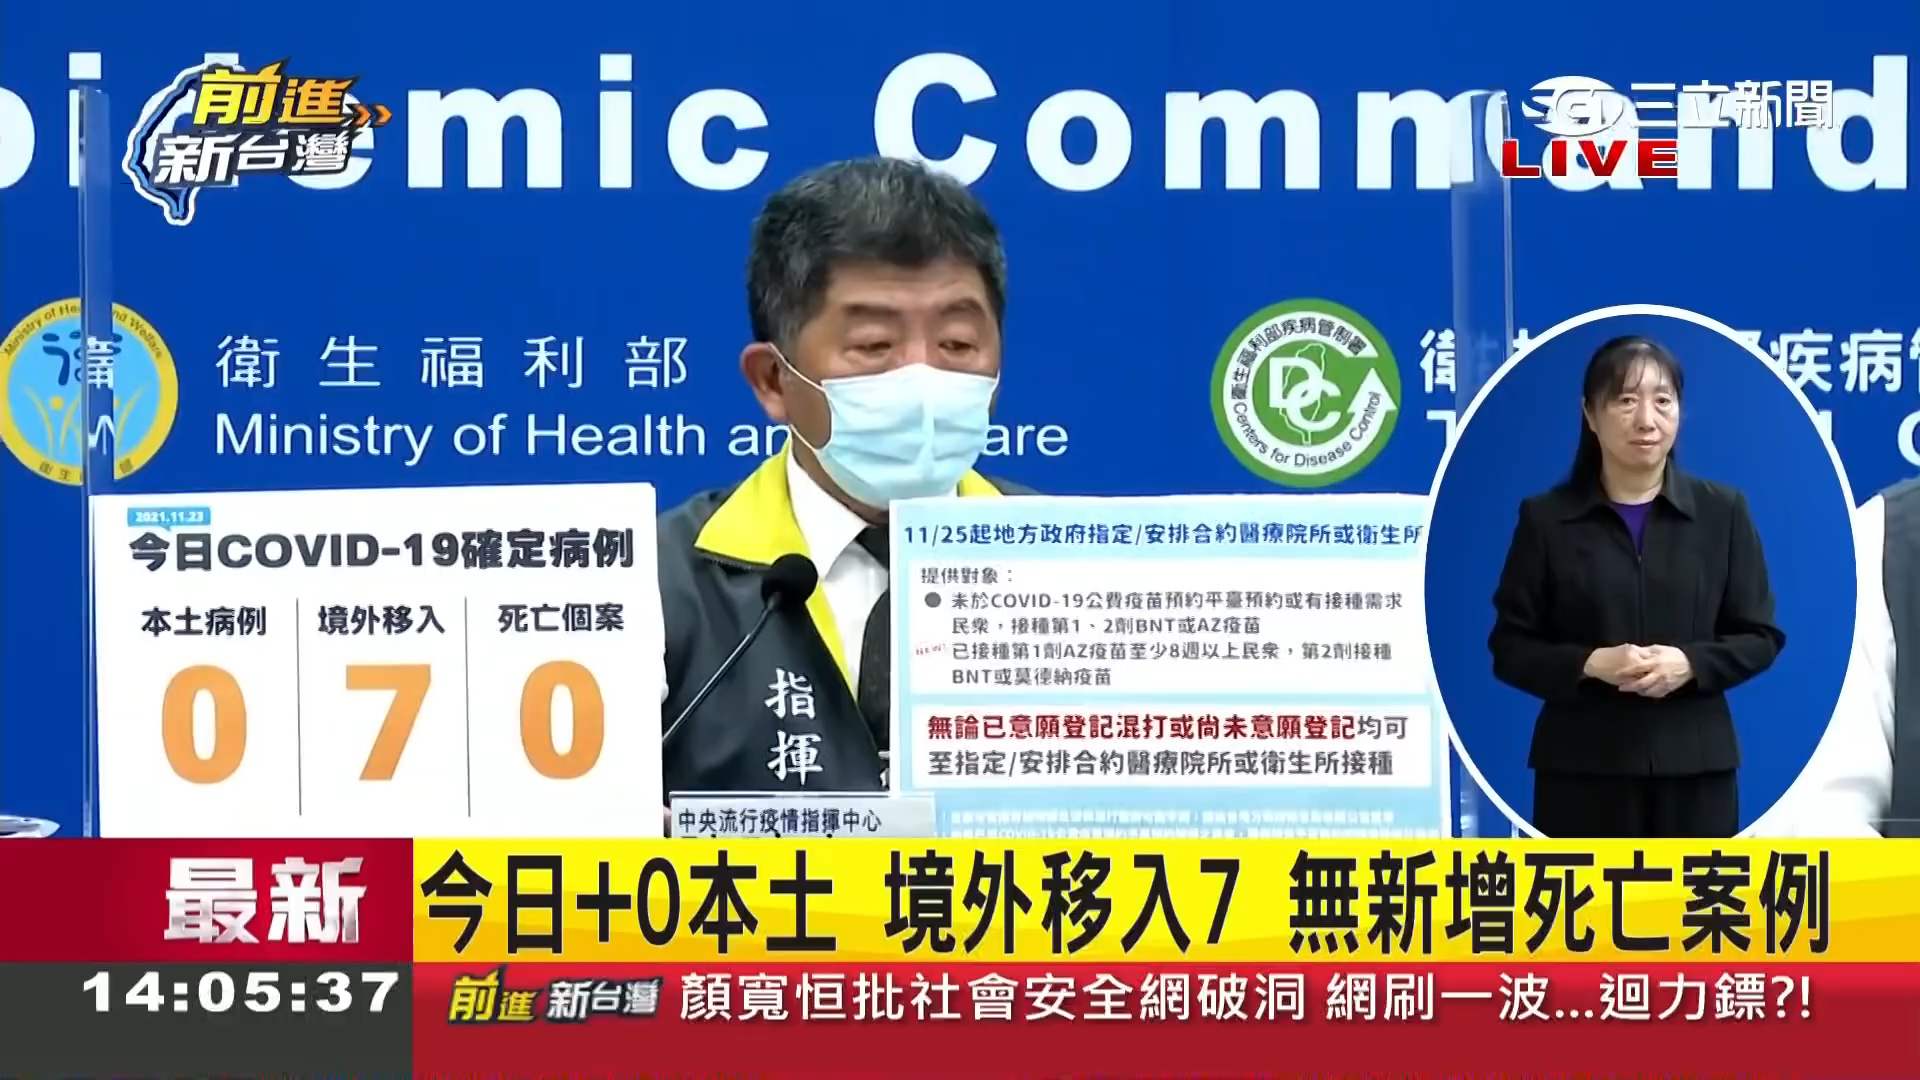 Epidemic Command
前進
新台灣
三立新聞
LIVE
衛生福利部
Ministry of Health an
are
衛生福利部疾病管制署
Centers for Disease Control
疾病管
2021.11.23
今日COVID-19確定病例
本土病例
境外移入
死亡個案
0
7
0
11/25起地方政府指定/安排合約醫療院所或衛生所
提供對象：
● 未於COVID-19公費疫苗預約平臺預約或有接種需求
民眾，接種第1、2劑BNT或AZ疫苗
NEW! 已接種第1劑AZ疫苗至少8週以上民眾，第2劑接種
BNT或莫德納疫苗
無論已意願登記混打或尚未意願登記均可
至指定/安排合約醫療院所或衛生所接種
指揮
中央流行疫情指揮中心
最新
今日+0本土 境外移入7 無新增死亡案例
14:05:37
前進新台灣
顏寬恒批社會安全網破洞 網刷一波...迴力鏢?!